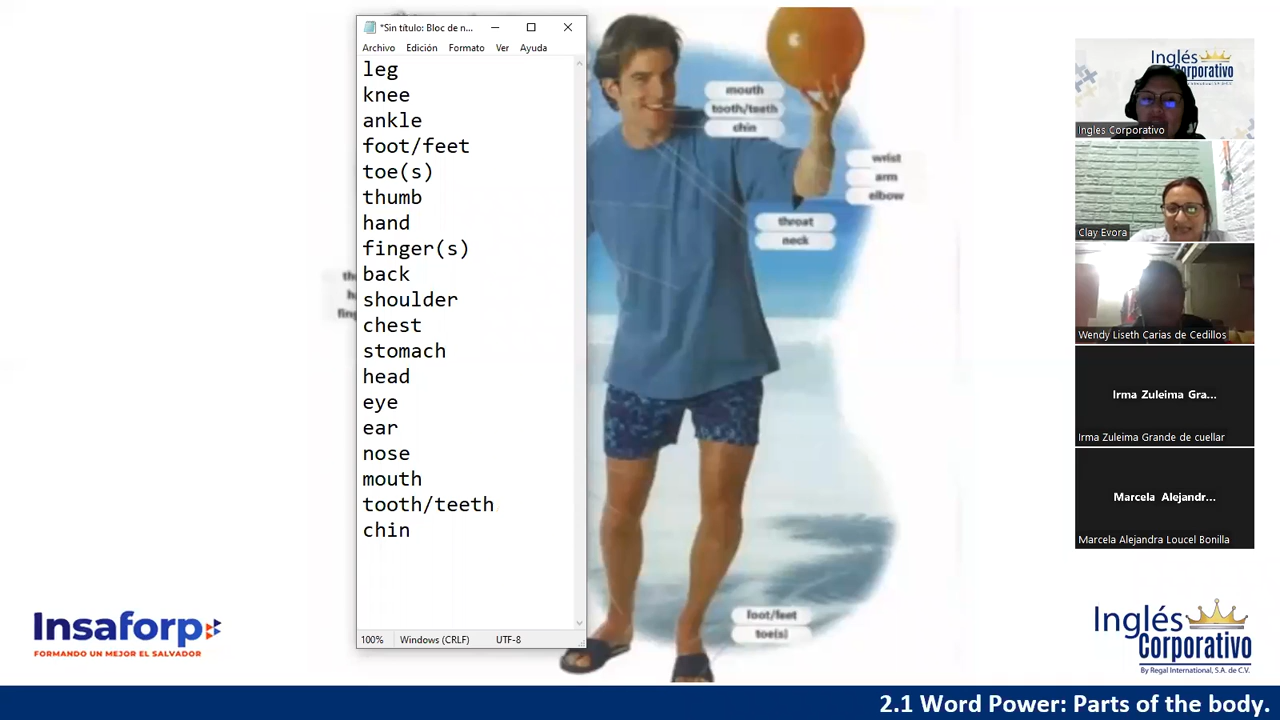 *Sin título: Bloc de n...
Archivo Edición Formato Ver Ayuda
leg
knee
ankle
foot/feet
toe(s)
thumb
hand
finger(s)
back
shoulder
chest
stomach
head
eye
ear
nose
mouth
tooth/teeth
chin
100% Windows (CRLF) UTF-8
mouth
tooth/teeth
chin
wrist
arm
elbow
throat
neck
foot/feet
toe(s)
Inglés
Corporativo
Ingles Corporativo
Clay Evora
Wendy Liseth Carias de Cedillos
Irma Zuleima Gra...
Irma Zuleima Grande de cuellar
Marcela Alejandr...
Marcela Alejandra Loucel Bonilla
Insaforp
FORMANDO UN MEJOR EL SALVADOR
Inglés
Corporativo
By Regal International, S.A. de C.V.
2.1 Word Power: Parts of the body.